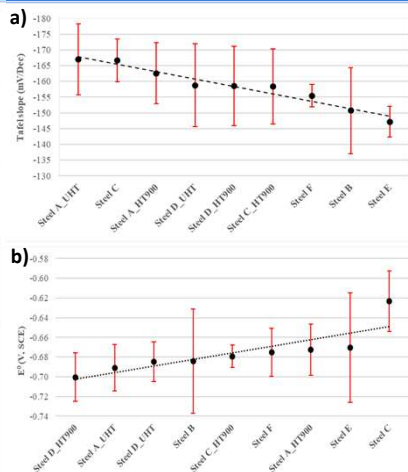 a)
Tafel slope (mV/Dec)
-180
-175
-170
-165
-160
-155
-150
-145
-140
-135
-130
Steel A_UHT
Steel C
Steel A_HT900
Steel D_UHT
Steel D_HT900
Steel C_HT900
Steel F
Steel B
Steel E
b)
E⁰ (V, SCE)
-0.58
-0.60
-0.62
-0.64
-0.66
-0.68
-0.70
-0.72
-0.74
Steel D_HT900
Steel A_UHT
Steel D_UHT
Steel B
Steel C_HT900
Steel F
Steel A_HT900
Steel E
Steel C